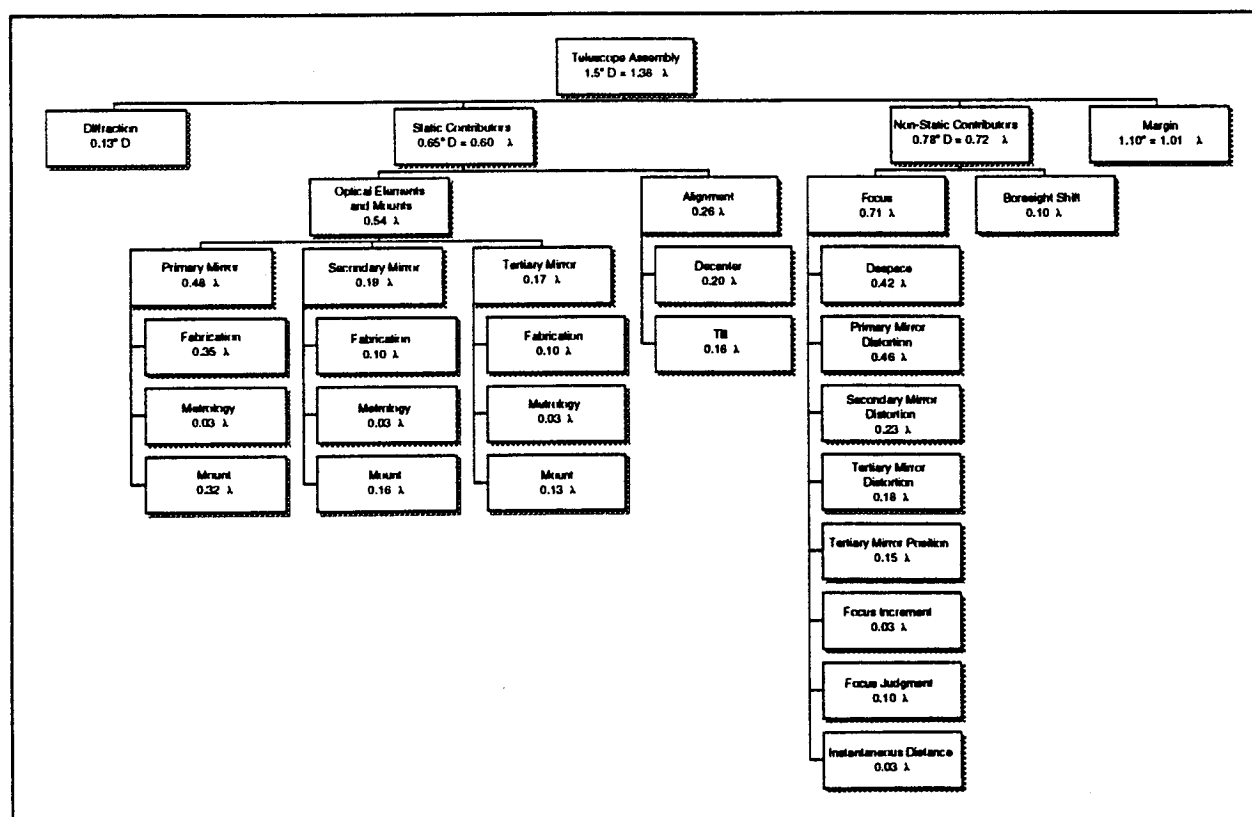 Telescope Assembly
1.5" D = 1.38 λ
Diffraction
0.13" D
Static Contributors
0.65" D = 0.60 λ
Non-Static Contributors
0.78" D = 0.72 λ
Margin
1.10" = 1.01 λ
Optical Elements
and Mounts
0.54 λ
Alignment
0.26 λ
Focus
0.71 λ
Boresight Shift
0.10 λ
Primary Mirror
0.48 λ
Secondary Mirror
0.19 λ
Tertiary Mirror
0.17 λ
Decenter
0.20 λ
Despace
0.42 λ
Fabrication
0.35 λ
Fabrication
0.10 λ
Fabrication
0.10 λ
Tilt
0.16 λ
Primary Mirror
Distortion
0.46 λ
Metrology
0.03 λ
Metrology
0.03 λ
Metrology
0.03 λ
Secondary Mirror
Distortion
0.23 λ
Mount
0.32 λ
Mount
0.16 λ
Mount
0.13 λ
Tertiary Mirror
Distortion
0.18 λ
Tertiary Mirror Position
0.15 λ
Focus Increment
0.03 λ
Focus Judgment
0.10 λ
Instantaneous Distance
0.03 λ